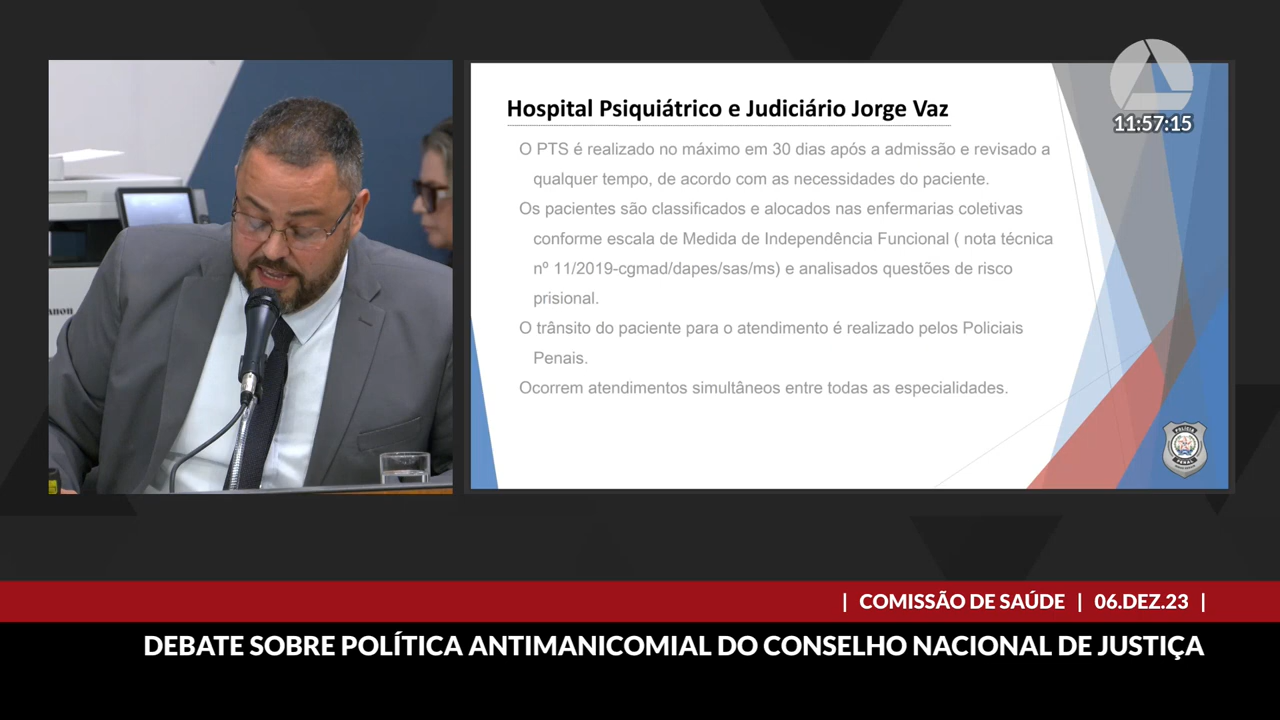 11:57:15
Hospital Psiquiátrico e Judiciário Jorge Vaz
O PTS é realizado no máximo em 30 dias após a admissão e revisado a
qualquer tempo, de acordo com as necessidades do paciente.
Os pacientes são classificados e alocados nas enfermarias coletivas
conforme escala de Medida de Independência Funcional ( nota técnica
nº 11/2019-cgmad/dapes/sas/ms) e analisados questões de risco
prisional.
O trânsito do paciente para o atendimento é realizado pelos Policiais
Penais.
Ocorrem atendimentos simultâneos entre todas as especialidades.
POLÍCIA
PENAL
| COMISSÃO DE SAÚDE | 06.DEZ.23 |
DEBATE SOBRE POLÍTICA ANTIMANICOMIAL DO CONSELHO NACIONAL DE JUSTIÇA